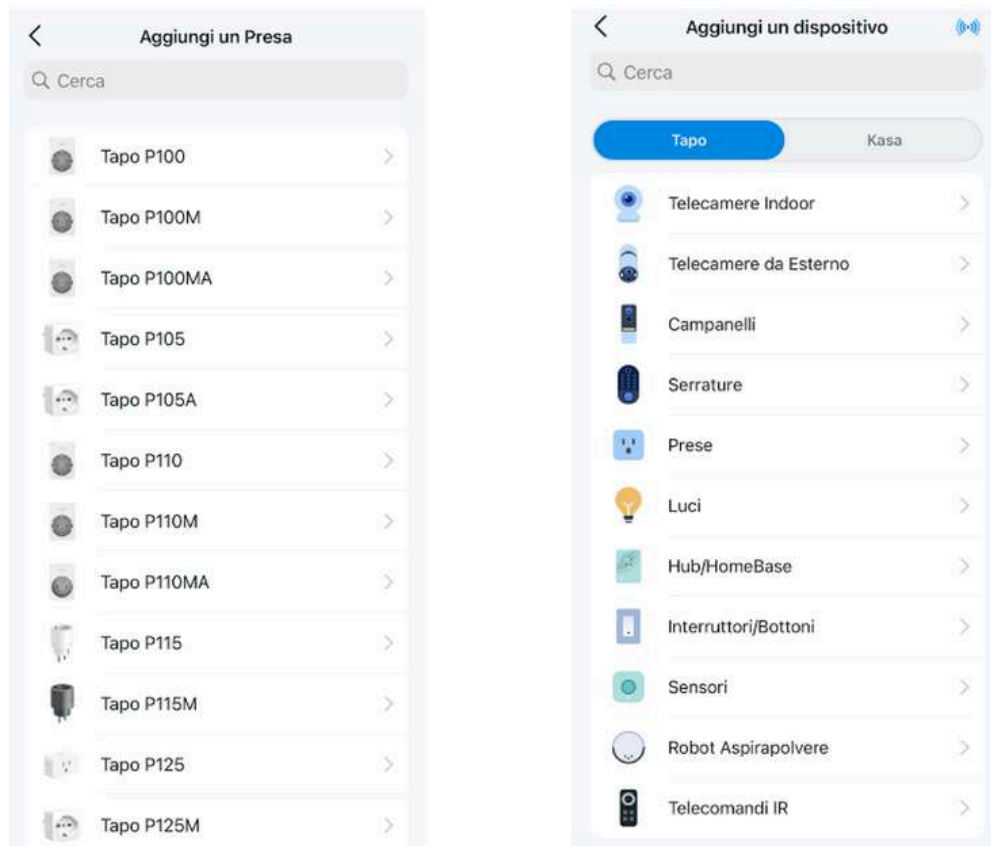 Aggiungi un Presa
Cerca
Tapo P100
Tapo P100M
Tapo P100MA
Tapo P105
Tapo P105A
Tapo P110
Tapo P110M
Tapo P110MA
Tapo P115
Tapo P115M
Tapo P125
Tapo P125M
Aggiungi un dispositivo
Cerca
Tapo
Kasa
Telecamere Indoor
Telecamere da Esterno
Campanelli
Serrature
Prese
Luci
Hub/HomeBase
Interruttori/Bottoni
Sensori
Robot Aspirapolvere
Telecomandi IR